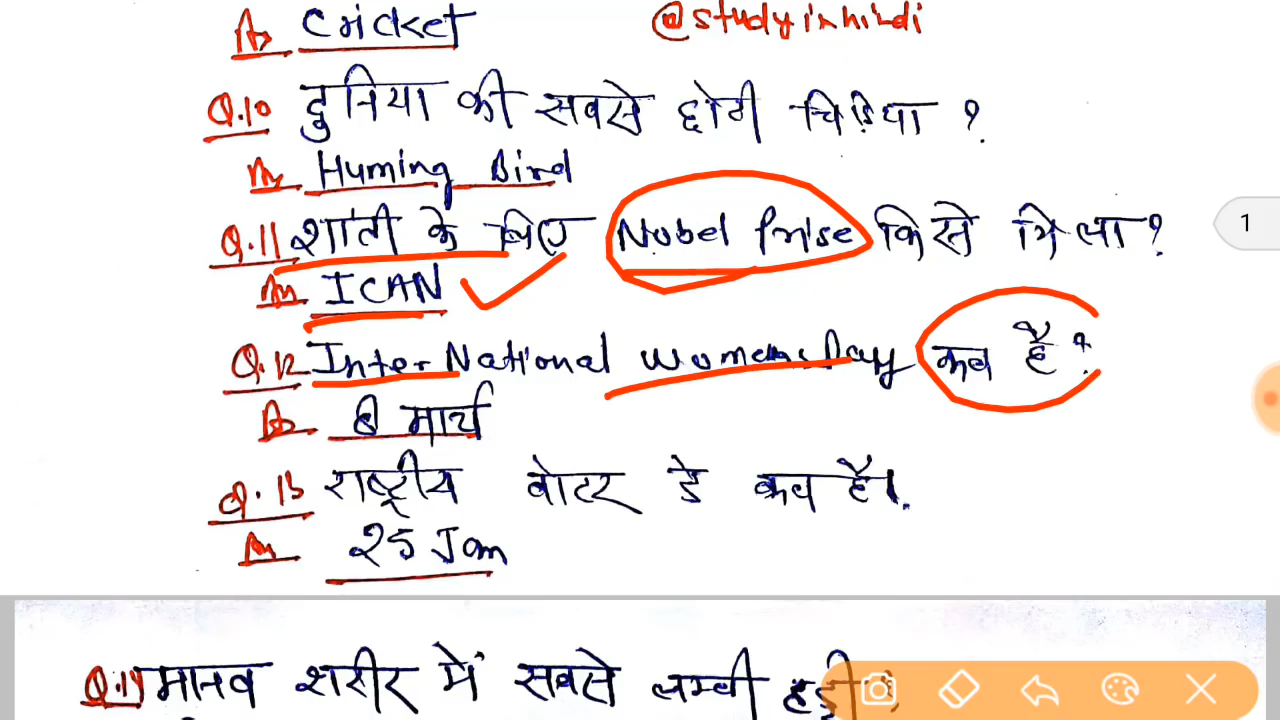 Ans Cricket @studyinhindi
Q.10 दुनिया की सबसे छोटी चिड़िया ?
Ans Huming Bird
Q.11 शांती के लिए Nobel Prise किसे मिला ?
Ans ICAN
1
Q.12 InterNational Womens Day कब है ?
Ans 8 मार्च
Q.13 राष्ट्रीय वोटर डे कब है।
Ans 25 Jan
Q.14 मानव शरीर में सबसे लम्बी हड्डी